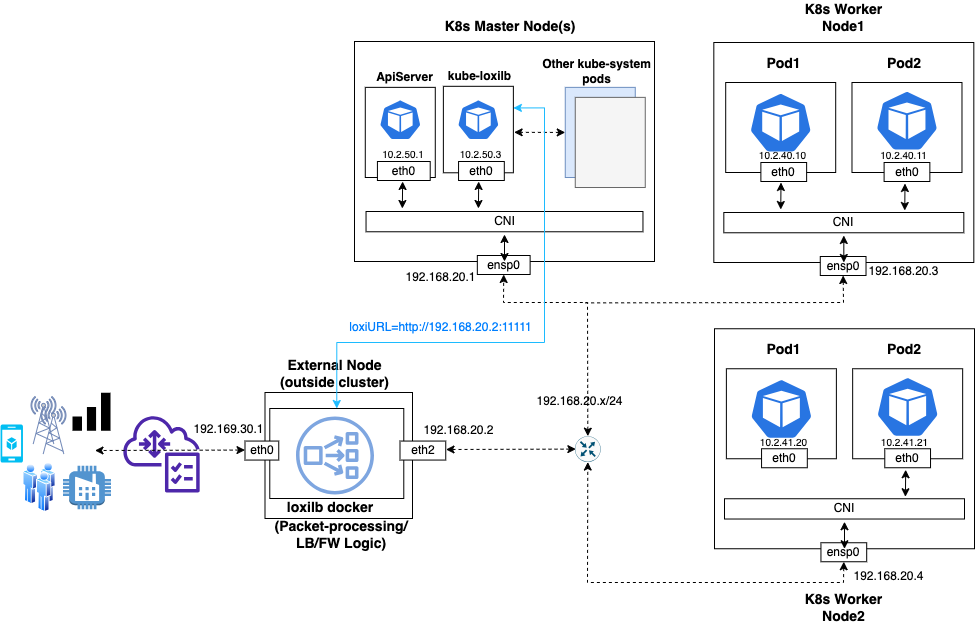 K8s Master Node(s)
ApiServer
kube-loxilb
Other kube-system
pods
10.2.50.1
10.2.50.3
eth0
eth0
CNI
ensp0
192.168.20.1
K8s Worker
Node1
Pod1
Pod2
10.2.40.10
10.2.40.11
eth0
eth0
CNI
ensp0
192.168.20.3
loxiURL=http://192.168.20.2:11111
External Node
(outside cluster)
192.169.30.1
eth0
eth2
192.168.20.2
loxilb docker
(Packet-processing/
LB/FW Logic)
192.168.20.x/24
Pod1
Pod2
10.2.41.20
10.2.41.21
eth0
eth0
CNI
ensp0
192.168.20.4
K8s Worker
Node2